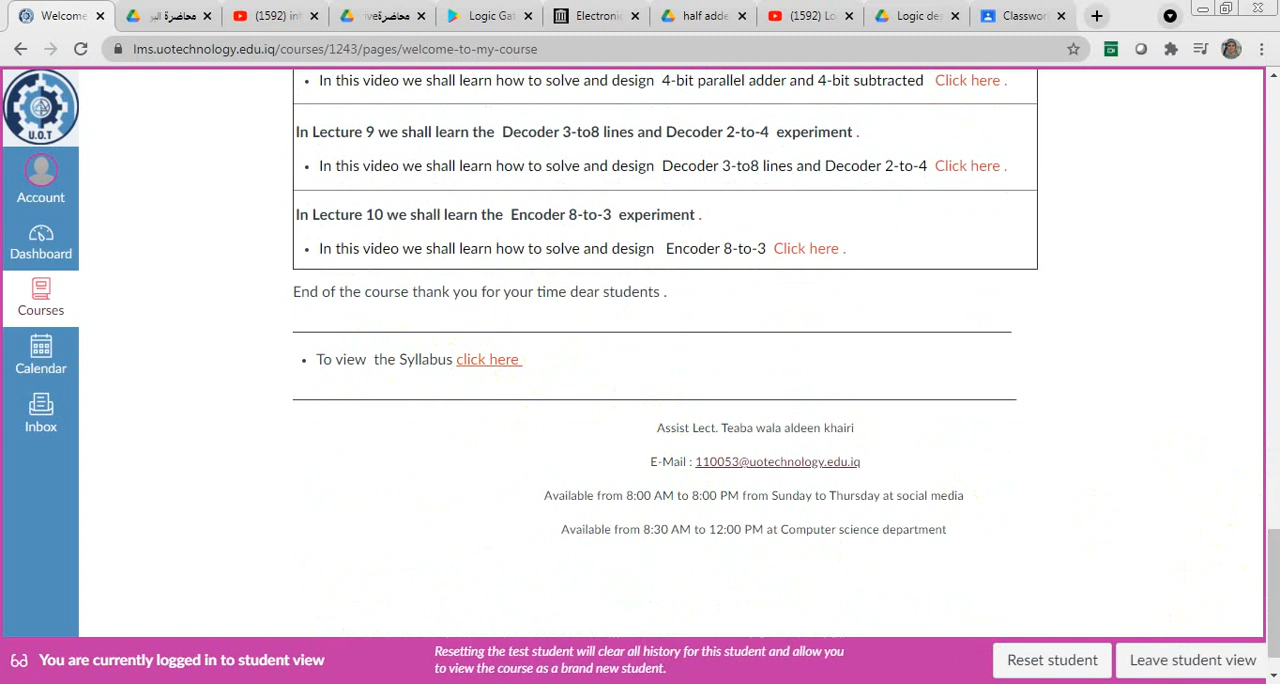 Welcome
محاضرة البر
(1592) int
محاضرةive
Logic Gat
Electronic
half adde
(1592) Lo
Logic des
Classwor
lms.uotechnology.edu.iq/courses/1243/pages/welcome-to-my-course
U.O.T
Account
Dashboard
Courses
Calendar
Inbox
In this video we shall learn how to solve and design 4-bit parallel adder and 4-bit subtracted Click here .
In Lecture 9 we shall learn the Decoder 3-to8 lines and Decoder 2-to-4 experiment .
In this video we shall learn how to solve and design Decoder 3-to8 lines and Decoder 2-to-4 Click here .
In Lecture 10 we shall learn the Encoder 8-to-3 experiment .
In this video we shall learn how to solve and design Encoder 8-to-3 Click here .
End of the course thank you for your time dear students .
To view the Syllabus click here
Assist Lect. Teaba wala aldeen khairi
E-Mail : 110053@uotechnology.edu.iq
Available from 8:00 AM to 8:00 PM from Sunday to Thursday at social media
Available from 8:30 AM to 12:00 PM at Computer science department
You are currently logged in to student view
Resetting the test student will clear all history for this student and allow you
to view the course as a brand new student.
Reset student
Leave student view